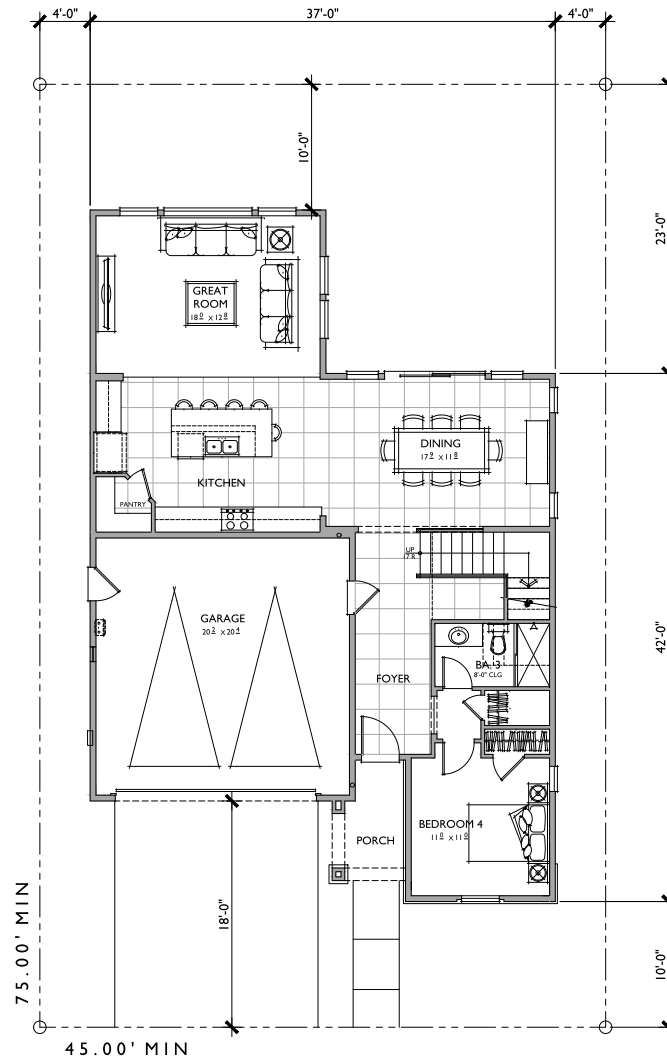 4'-0"
37'-0"
4'-0"
10'-0"
23'-0"
GREAT
ROOM
18⁰ x 12⁸
DINING
17⁹ x 11⁸
KITCHEN
PANTRY
UP
17 R
GARAGE
20² x 20⁴
42'-0"
BA. 3
8'-0" CLG
FOYER
BEDROOM 4
11⁰ x 11⁰
PORCH
18'-0"
10'-0"
75.00' MIN
45.00' MIN